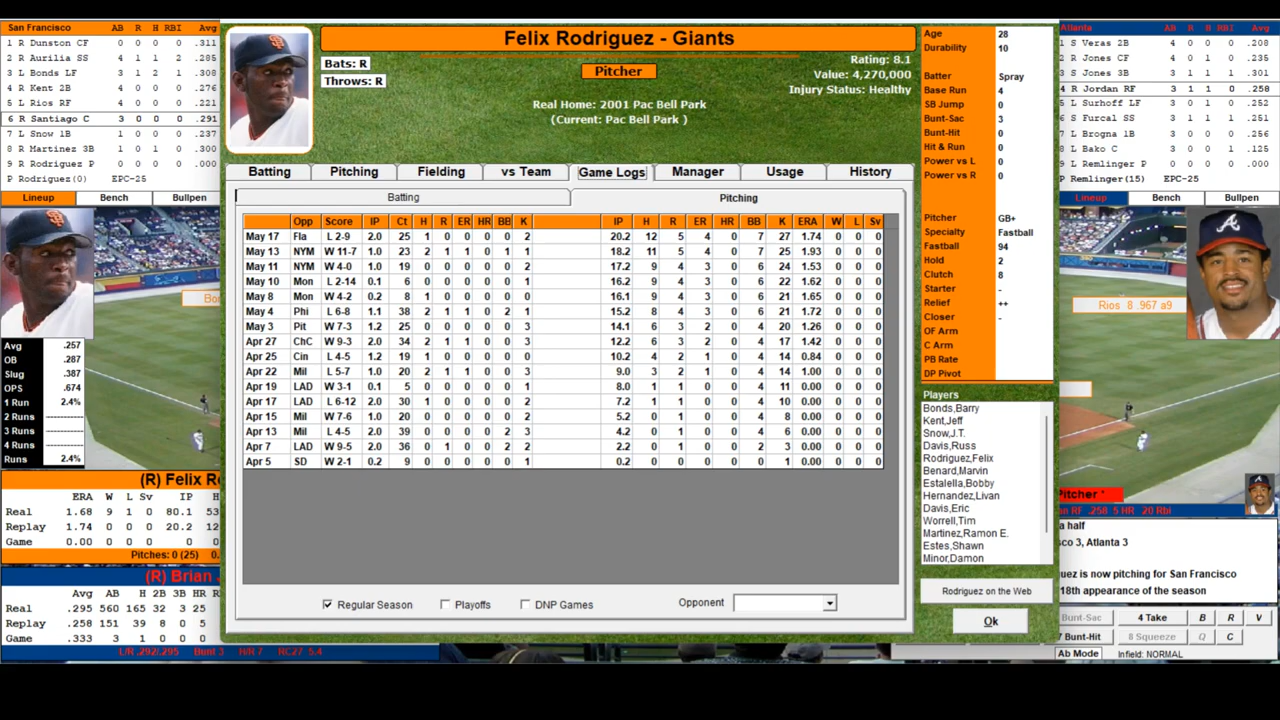 San Francisco AB R H RBI Avg
1 R Dunston CF 0 0 0 0 .311
2 R Aurilia SS 4 1 1 2 .285
3 L Bonds LF 3 1 2 1 .308
4 R Kent 2B 4 0 0 0 .276
5 L Rios RF 4 0 0 0 .221
6 R Santiago C 3 0 0 0 .291
7 L Snow 1B 1 0 0 0 .237
8 R Martinez 3B 1 0 1 0 .300
9 R Rodriguez P 0 0 0 0 .000
P Rodriguez(0) EPC-25
Lineup Bench Bullpen
Avg .257
OB .287
Slug .387
OPS .674
1 Run 2.4%
2 Runs --------
3 Runs --------
4 Runs --------
Runs 2.4%
(R) Felix R
ERA W L Sv IP H
Real 1.68 9 1 0 80.1 53
Replay 1.74 0 0 0 20.2 12
Game 0.00 0 0 0 0
Pitches: 0 (25)
(R) Brian
Avg AB H 2B 3B HR
Real .295 560 165 32 3 25
Replay .258 151 39 8 0 5
Game .333 3 1 0 0 0
L/R .292/.295 Bunt 3 H/R 7 RC27 5.4
Felix Rodriguez - Giants
Bats: R
Throws: R
Pitcher
Rating: 8.1
Value: 4,270,000
Injury Status: Healthy
Real Home: 2001 Pac Bell Park
(Current: Pac Bell Park )
Batting Pitching Fielding vs Team Game Logs Manager Usage History
Batting Pitching
Opp Score IP Ct H R ER HR BB K IP H R ER HR BB K ERA W L Sv
May 17 Fla L 2-9 2.0 25 1 0 0 0 0 2 20.2 12 5 4 0 7 27 1.74 0 0 0
May 13 NYM W 11-7 1.0 23 2 1 1 0 1 1 18.2 11 5 4 0 7 25 1.93 0 0 0
May 11 NYM W 4-0 1.0 19 0 0 0 0 0 2 17.2 9 4 3 0 6 24 1.53 0 0 0
May 10 Mon L 2-14 0.1 6 0 0 0 0 0 1 16.2 9 4 3 0 6 22 1.62 0 0 0
May 8 Mon W 4-2 0.2 8 1 0 0 0 0 0 16.1 9 4 3 0 6 21 1.65 0 0 0
May 4 Phi L 6-8 1.1 38 2 1 1 0 2 1 15.2 8 4 3 0 6 21 1.72 0 0 0
May 3 Pit W 7-3 1.2 25 0 0 0 0 0 3 14.1 6 3 2 0 4 20 1.26 0 0 0
Apr 27 ChC W 9-3 2.0 34 2 1 1 0 0 3 12.2 6 3 2 0 4 17 1.42 0 0 0
Apr 25 Cin L 4-5 1.2 19 1 0 0 0 0 0 10.2 4 2 1 0 4 14 0.84 0 0 0
Apr 22 Mil L 5-7 1.0 20 2 1 1 0 0 3 9.0 3 2 1 0 4 14 1.00 0 0 0
Apr 19 LAD W 3-1 0.1 5 0 0 0 0 0 1 8.0 1 1 0 0 4 11 0.00 0 0 0
Apr 17 LAD L 6-12 2.0 30 1 0 0 0 0 2 7.2 1 1 0 0 4 10 0.00 0 0 0
Apr 15 Mil W 7-6 1.0 20 0 0 0 0 0 2 5.2 0 1 0 0 4 8 0.00 0 0 0
Apr 13 Mil L 4-5 2.0 39 0 0 0 0 2 3 4.2 0 1 0 0 4 6 0.00 0 0 0
Apr 7 LAD W 9-5 2.0 36 0 1 0 0 2 2 2.2 0 1 0 0 2 3 0.00 0 0 0
Apr 5 SD W 2-1 0.2 9 0 0 0 0 0 1 0.2 0 0 0 0 0 1 0.00 0 0 0
Regular Season Playoffs DNP Games Opponent
Age 28
Durability 10
Batter Spray
Base Run 4
SB Jump 0
Bunt-Sac 3
Bunt-Hit 0
Hit & Run 0
Power vs L 0
Power vs R 0
Pitcher GB+
Specialty Fastball
Fastball 94
Hold 2
Clutch 8
Starter -
Relief ++
Closer -
OF Arm
C Arm
PB Rate
DP Pivot
Players
Bonds,Barry
Kent,Jeff
Snow,J.T.
Davis,Russ
Rodriguez,Felix
Benard,Marvin
Estalella,Bobby
Hernandez,Livan
Davis,Eric
Worrell,Tim
Martinez,Ramon E.
Estes,Shawn
Minor,Damon
Rodriguez on the Web
Ok
Atlanta AB R H RBI Avg
1 S Veras 2B 4 0 0 0 .208
2 R Jones CF 4 0 0 0 .235
3 S Jones 3B 3 1 1 1 .301
4 R Jordan RF 3 1 1 0 .258
5 L Surhoff LF 3 0 1 0 .252
6 S Furcal SS 3 1 1 1 .251
7 L Brogna 1B 3 0 0 0 .256
8 L Bako C 3 0 1 1 .125
9 L Remlinger P 0 0 0 0 .000
P Remlinger(15) EPC-25
Lineup Bench Bullpen
Rios 8 .967 a9
Pitcher *
an RF .258 5 HR 20 Rbi
a half
sco 3, Atlanta 3
uez is now pitching for San Francisco
18th appearance of the season
Bunt-Sac 4 Take B R V
7 Bunt-Hit 8 Squeeze Q C
Ab Mode Infield: NORMAL